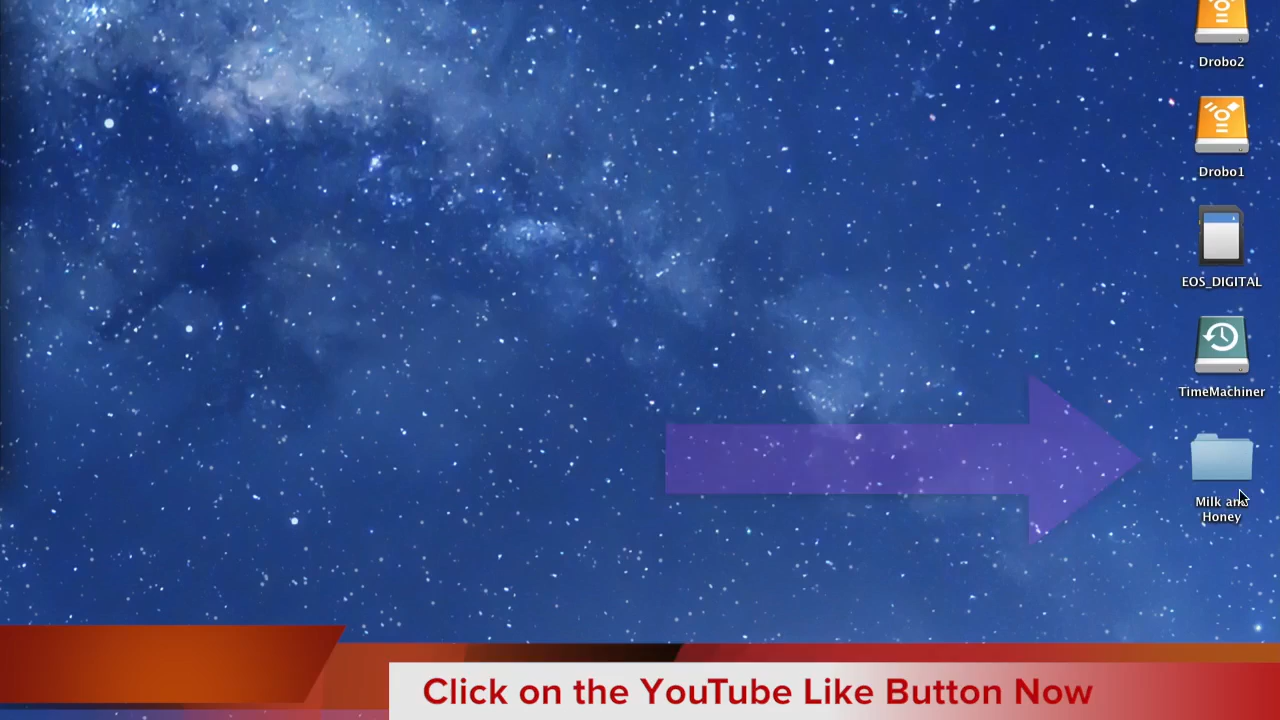 Drobo2
Drobo1
EOS_DIGITAL
TimeMachiner
Milk and
Honey
Click on the YouTube Like Button Now